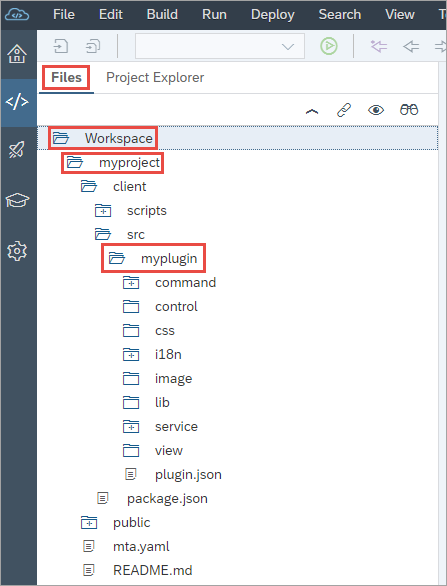 File Edit Build Run Deploy Search View
Files Project Explorer
Workspace
myproject
client
scripts
src
myplugin
command
control
css
i18n
image
lib
service
view
plugin.json
package.json
public
mta.yaml
README.md